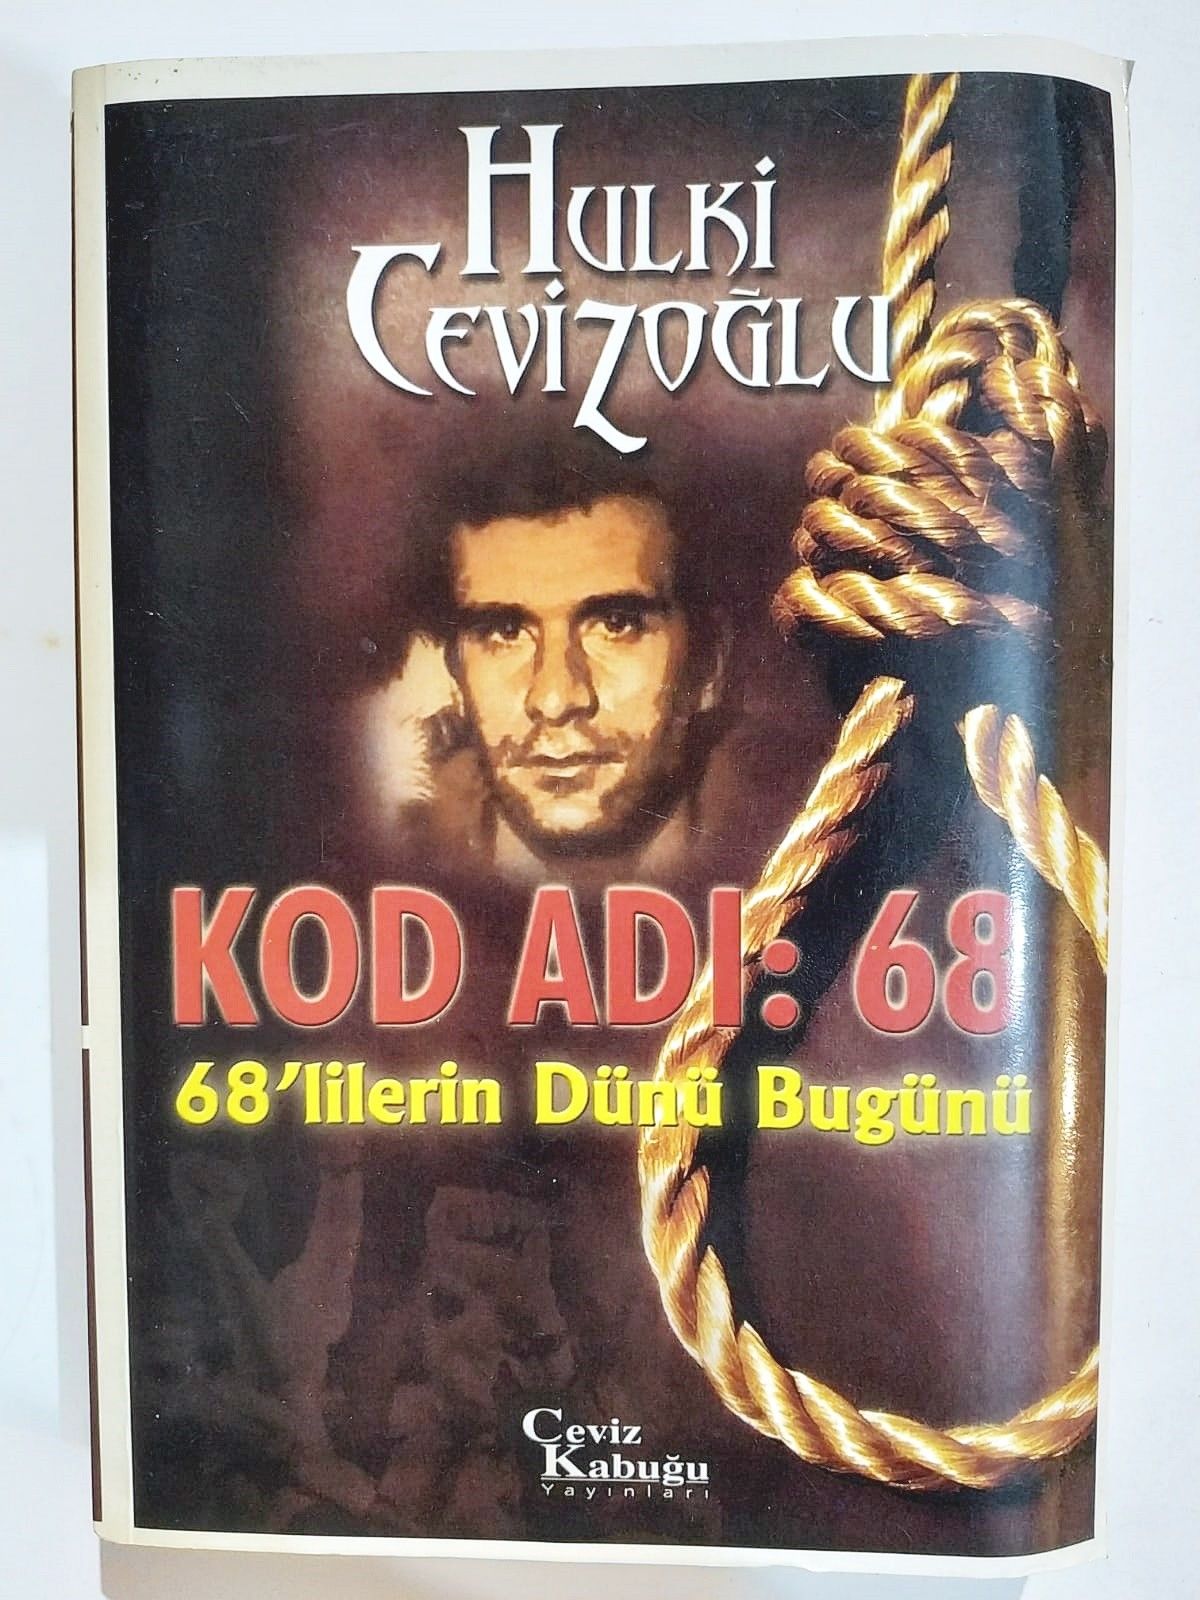 HULKİ
CEVİZOĞLU
KOD ADI: 68
68'lilerin Dünü Bugünü
Ceviz
Kabuğu
Yayınları